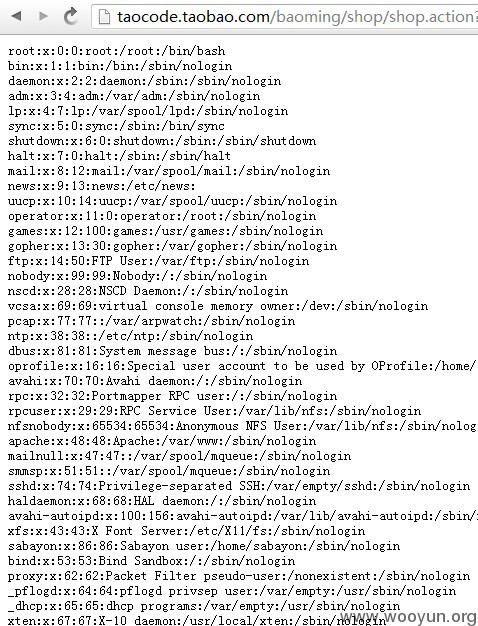 taocode.taobao.com/baoming/shop/shop.action?
root:x:0:0:root:/root:/bin/bash
bin:x:1:1:bin:/bin:/sbin/nologin
daemon:x:2:2:daemon:/sbin:/sbin/nologin
adm:x:3:4:adm:/var/adm:/sbin/nologin
lp:x:4:7:lp:/var/spool/lpd:/sbin/nologin
sync:x:5:0:sync:/sbin:/bin/sync
shutdown:x:6:0:shutdown:/sbin:/sbin/shutdown
halt:x:7:0:halt:/sbin:/sbin/halt
mail:x:8:12:mail:/var/spool/mail:/sbin/nologin
news:x:9:13:news:/etc/news:
uucp:x:10:14:uucp:/var/spool/uucp:/sbin/nologin
operator:x:11:0:operator:/root:/sbin/nologin
games:x:12:100:games:/usr/games:/sbin/nologin
gopher:x:13:30:gopher:/var/gopher:/sbin/nologin
ftp:x:14:50:FTP User:/var/ftp:/sbin/nologin
nobody:x:99:99:Nobody:/:/sbin/nologin
nscd:x:28:28:NSCD Daemon:/:/sbin/nologin
vcsa:x:69:69:virtual console memory owner:/dev:/sbin/nologin
pcap:x:77:77::/var/arpwatch:/sbin/nologin
ntp:x:38:38::/etc/ntp:/sbin/nologin
dbus:x:81:81:System message bus:/:/sbin/nologin
oprofile:x:16:16:Special user account to be used by OProfile:/home/
avahi:x:70:70:Avahi daemon:/:/sbin/nologin
rpc:x:32:32:Portmapper RPC user:/:/sbin/nologin
rpcuser:x:29:29:RPC Service User:/var/lib/nfs:/sbin/nologin
nfsnobody:x:65534:65534:Anonymous NFS User:/var/lib/nfs:/sbin/nolog
apache:x:48:48:Apache:/var/www:/sbin/nologin
mailnull:x:47:47::/var/spool/mqueue:/sbin/nologin
smmsp:x:51:51::/var/spool/mqueue:/sbin/nologin
sshd:x:74:74:Privilege-separated SSH:/var/empty/sshd:/sbin/nologin
haldaemon:x:68:68:HAL daemon:/:/sbin/nologin
avahi-autoipd:x:100:156:avahi-autoipd:/var/lib/avahi-autoipd:/sbin/
xfs:x:43:43:X Font Server:/etc/X11/fs:/sbin/nologin
sabayon:x:86:86:Sabayon user:/home/sabayon:/sbin/nologin
bind:x:53:53:Bind Sandbox:/:/sbin/nologin
proxy:x:62:62:Packet Filter pseudo-user:/nonexistent:/sbin/nologin
_pflogd:x:64:64:pflogd privsep user:/var/empty:/usr/sbin/nologin
_dhcp:x:65:65:dhcp programs:/var/empty:/usr/sbin/nologin
xten:x:67:67:X-10 daemon:/usr/local/xten:/sbin/nologin
www.wooyun.org